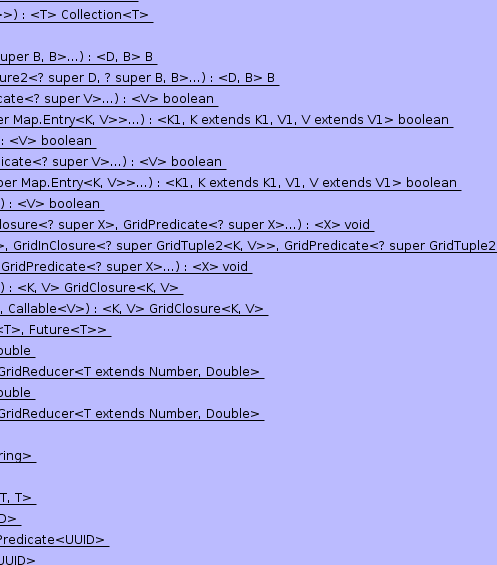 >>) : <T> Collection<T>
super B, B>...) : <D, B> B
ure2<? super D, ? super B, B>...) : <D, B> B
cate<? super V>...) : <V> boolean
er Map.Entry<K, V>>...) : <K1, K extends K1, V1, V extends V1> boolean
: <V> boolean
dicate<? super V>...) : <V> boolean
per Map.Entry<K, V>>...) : <K1, K extends K1, V1, V extends V1> boolean
) : <V> boolean
losure<? super X>, GridPredicate<? super X>...) : <X> void
>, GridInClosure<? super GridTuple2<K, V>>, GridPredicate<? super GridTuple2
GridPredicate<? super X>...) : <X> void
) : <K, V> GridClosure<K, V>
, Callable<V>) : <K, V> GridClosure<K, V>
<T>, Future<T>>
ouble
GridReducer<T extends Number, Double>
ouble
GridReducer<T extends Number, Double>
ring>
T, T>
D>
Predicate<UUID>
UUID>